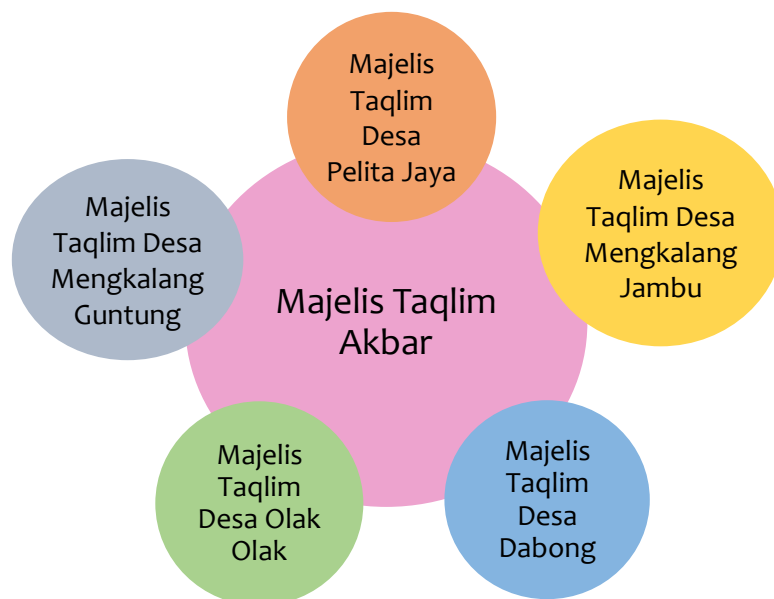 Majelis
Taqlim
Desa
Pelita Jaya
Majelis
Taqlim Desa
Mengkalang
Jambu
Majelis
Taqlim Desa
Mengkalang
Guntung
Majelis Taqlim
Akbar
Majelis
Taqlim
Desa Olak
Olak
Majelis
Taqlim
Desa
Dabong